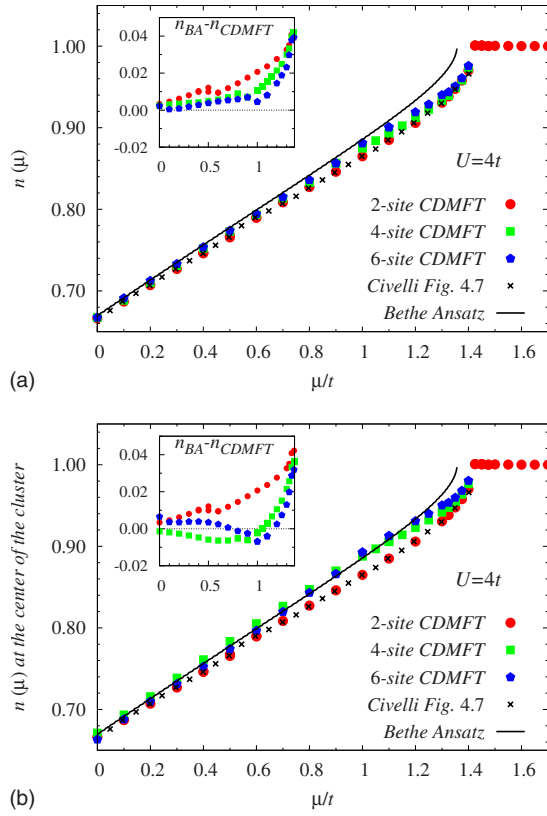 n_BA-n_CDMFT
0.04
0.02
0.00
-0.02
0.0
0.5
1.0
1.00
0.90
0.80
0.70
n (μ)
U=4t
2-site CDMFT
4-site CDMFT
6-site CDMFT
Civelli Fig. 4.7
Bethe Ansatz
0 0.2 0.4 0.6 0.8 1.0 1.2 1.4 1.6
(a)
μ/t
n_BA-n_CDMFT
0.04
0.02
0.00
-0.02
0.0
0.5
1.0
1.00
0.90
0.80
0.70
n (μ) at the center of the cluster
U=4t
2-site CDMFT
4-site CDMFT
6-site CDMFT
Civelli Fig. 4.7
Bethe Ansatz
0 0.2 0.4 0.6 0.8 1.0 1.2 1.4 1.6
(b)
μ/t